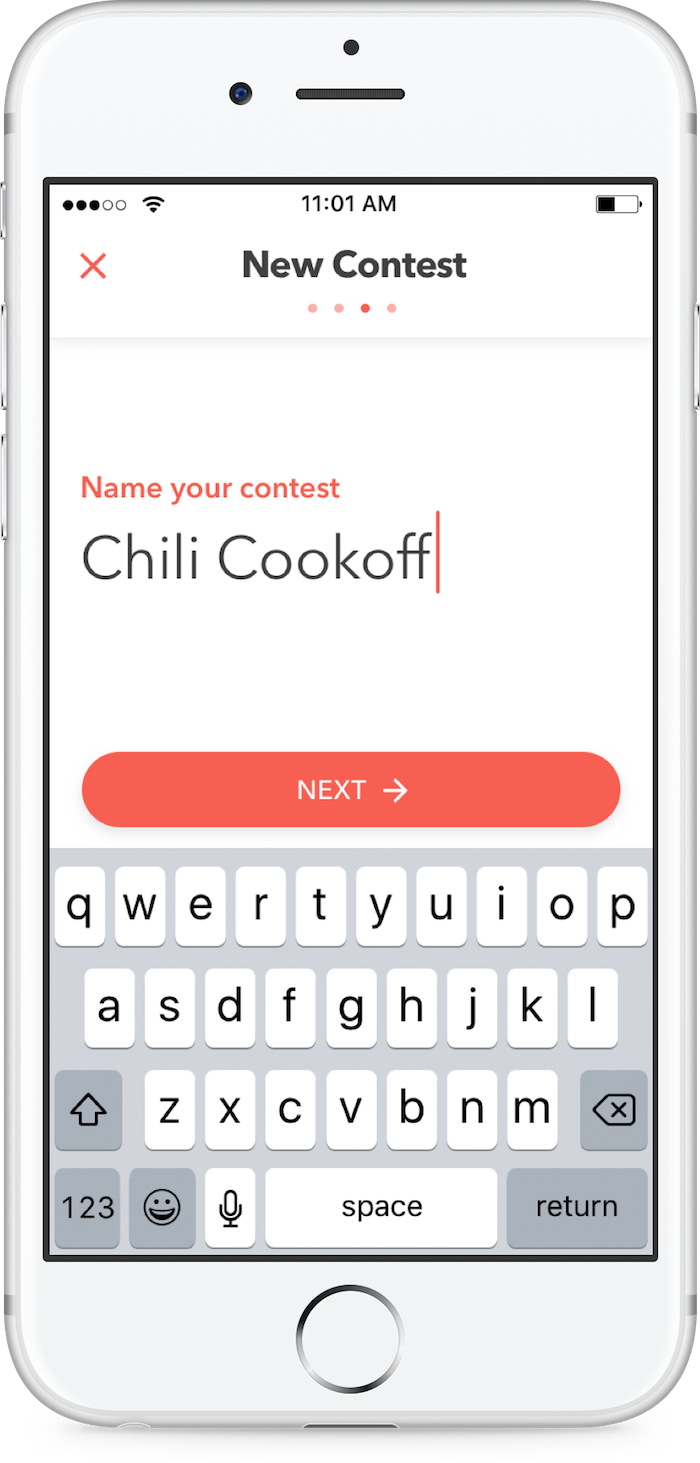 11:01 AM
New Contest
Name your contest
Chili Cookoff
NEXT →
q w e r t y u i o p
a s d f g h j k l
z x c v b n m
123 space return